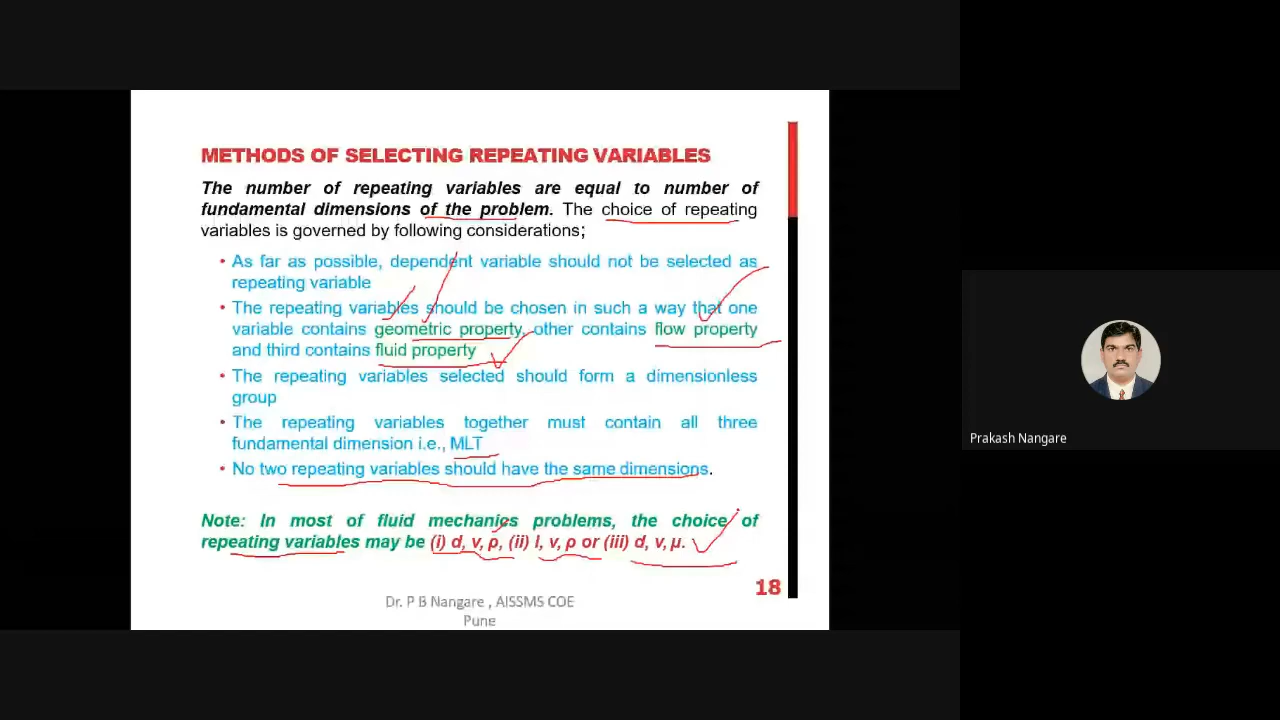 METHODS OF SELECTING REPEATING VARIABLES
The number of repeating variables are equal to number of
fundamental dimensions of the problem. The choice of repeating
variables is governed by following considerations;
• As far as possible, dependent variable should not be selected as
repeating variable
• The repeating variables should be chosen in such a way that one
variable contains geometric property, other contains flow property
and third contains fluid property
• The repeating variables selected should form a dimensionless
group
• The repeating variables together must contain all three
fundamental dimension i.e., MLT
• No two repeating variables should have the same dimensions.
Note: In most of fluid mechanics problems, the choice of
repeating variables may be (i) d, v, ρ, (ii) l, v, ρ or (iii) d, v, μ.
18
Dr. P B Nangare , AISSMS COE
Pune
Prakash Nangare